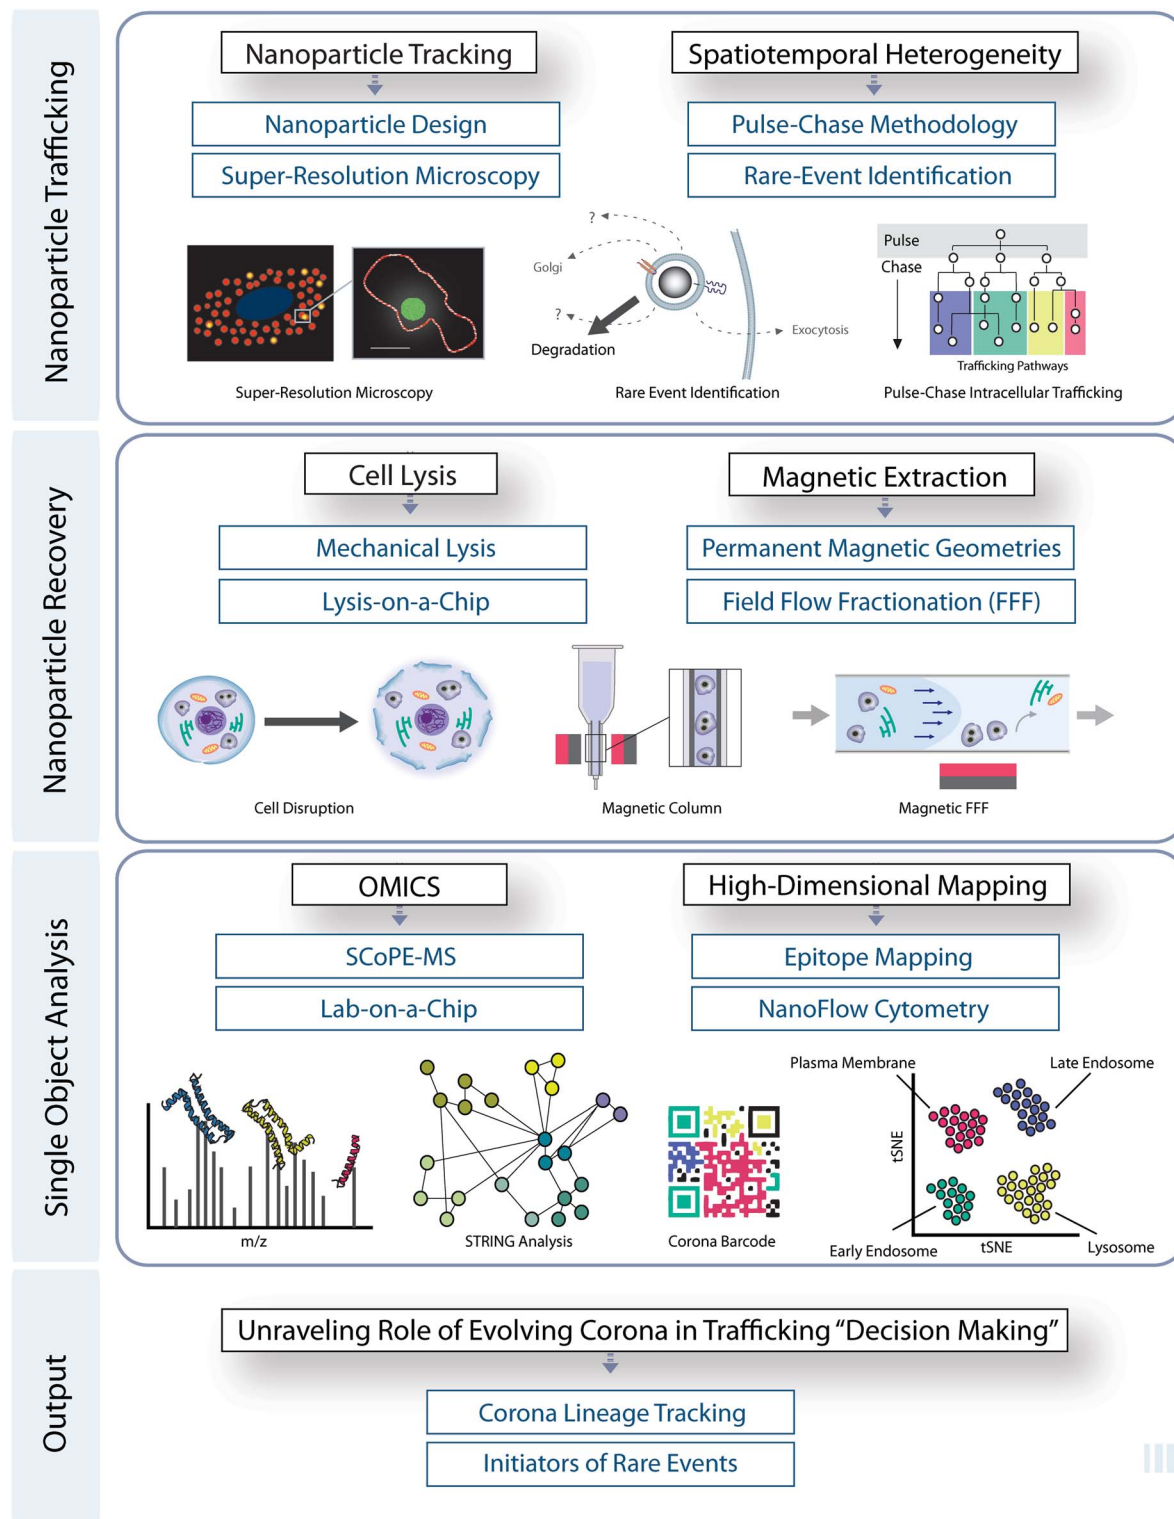 Nanoparticle Trafficking
Nanoparticle Tracking
Spatiotemporal Heterogeneity
Nanoparticle Design
Pulse-Chase Methodology
Super-Resolution Microscopy
Rare-Event Identification
?
Golgi
?
Degradation
Exocytosis
Pulse
Chase
Trafficking Pathways
Super-Resolution Microscopy
Rare Event Identification
Pulse-Chase Intracellular Trafficking
Nanoparticle Recovery
Cell Lysis
Magnetic Extraction
Mechanical Lysis
Permanent Magnetic Geometries
Lysis-on-a-Chip
Field Flow Fractionation (FFF)
Cell Disruption
Magnetic Column
Magnetic FFF
Single Object Analysis
OMICS
High-Dimensional Mapping
SCoPE-MS
Epitope Mapping
Lab-on-a-Chip
NanoFlow Cytometry
m/z
STRING Analysis
Corona Barcode
Plasma Membrane
Late Endosome
tSNE
Early Endosome
tSNE
Lysosome
Output
Unraveling Role of Evolving Corona in Trafficking “Decision Making”
Corona Lineage Tracking
Initiators of Rare Events